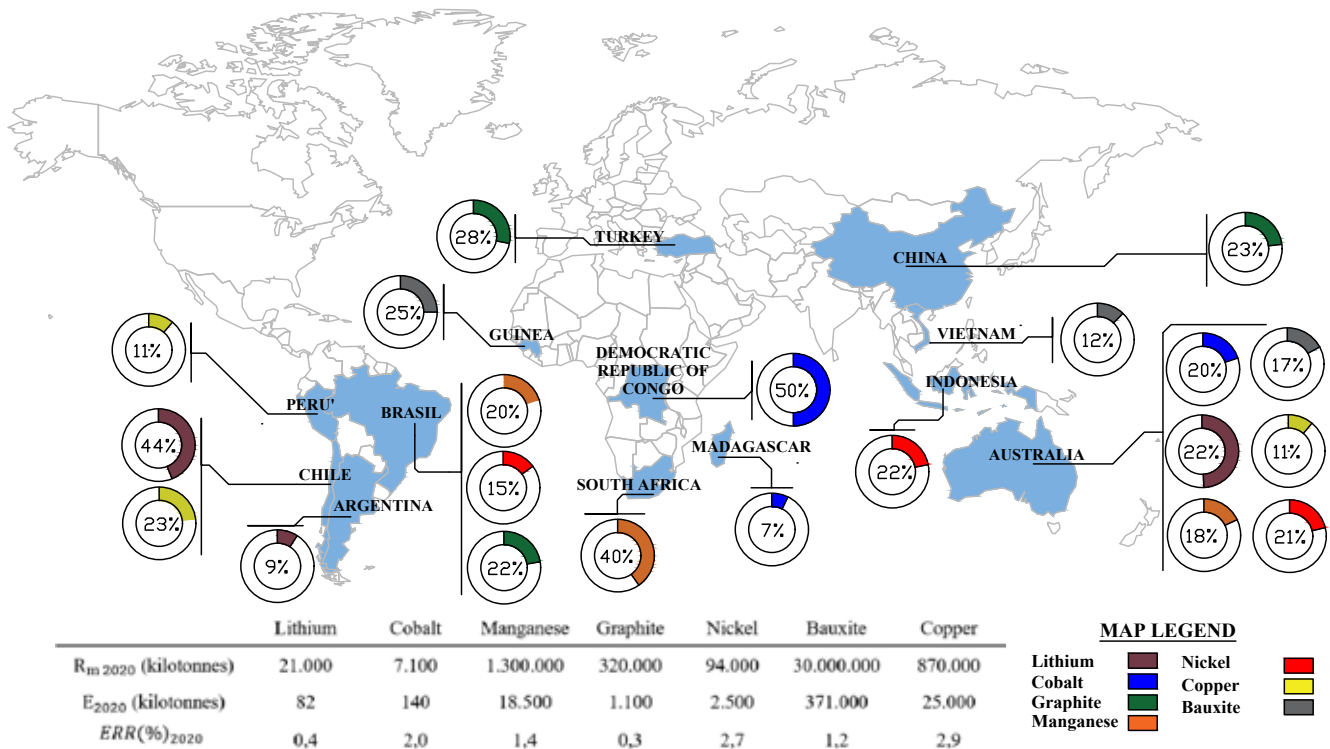 28%
TURKEY
CHINA
23%
25%
GUINEA
VIETNAM
12%
11%
PERU'
DEMOCRATIC
REPUBLIC OF
CONGO
50%
INDONESIA
22%
20%
17%
BRASIL
20%
44%
CHILE
23%
15%
22%
ARGENTINA
9%
MADAGASCAR
7%
SOUTH AFRICA
40%
AUSTRALIA
22%
11%
18%
21%
Lithium Cobalt Manganese Graphite Nickel Bauxite Copper
Rm 2020 (kilotonnes) 21.000 7.100 1.300.000 320.000 94.000 30.000.000 870.000
E2020 (kilotonnes) 82 140 18.500 1.100 2.500 371.000 25.000
ERR(%)2020 0,4 2,0 1,4 0,3 2,7 1,2 2,9
MAP LEGEND
Lithium Nickel
Cobalt Copper
Graphite Bauxite
Manganese